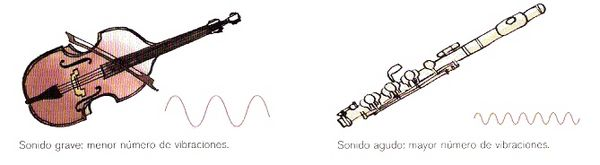 Sonido grave: menor número de vibraciones.
Sonido agudo: mayor número de vibraciones.